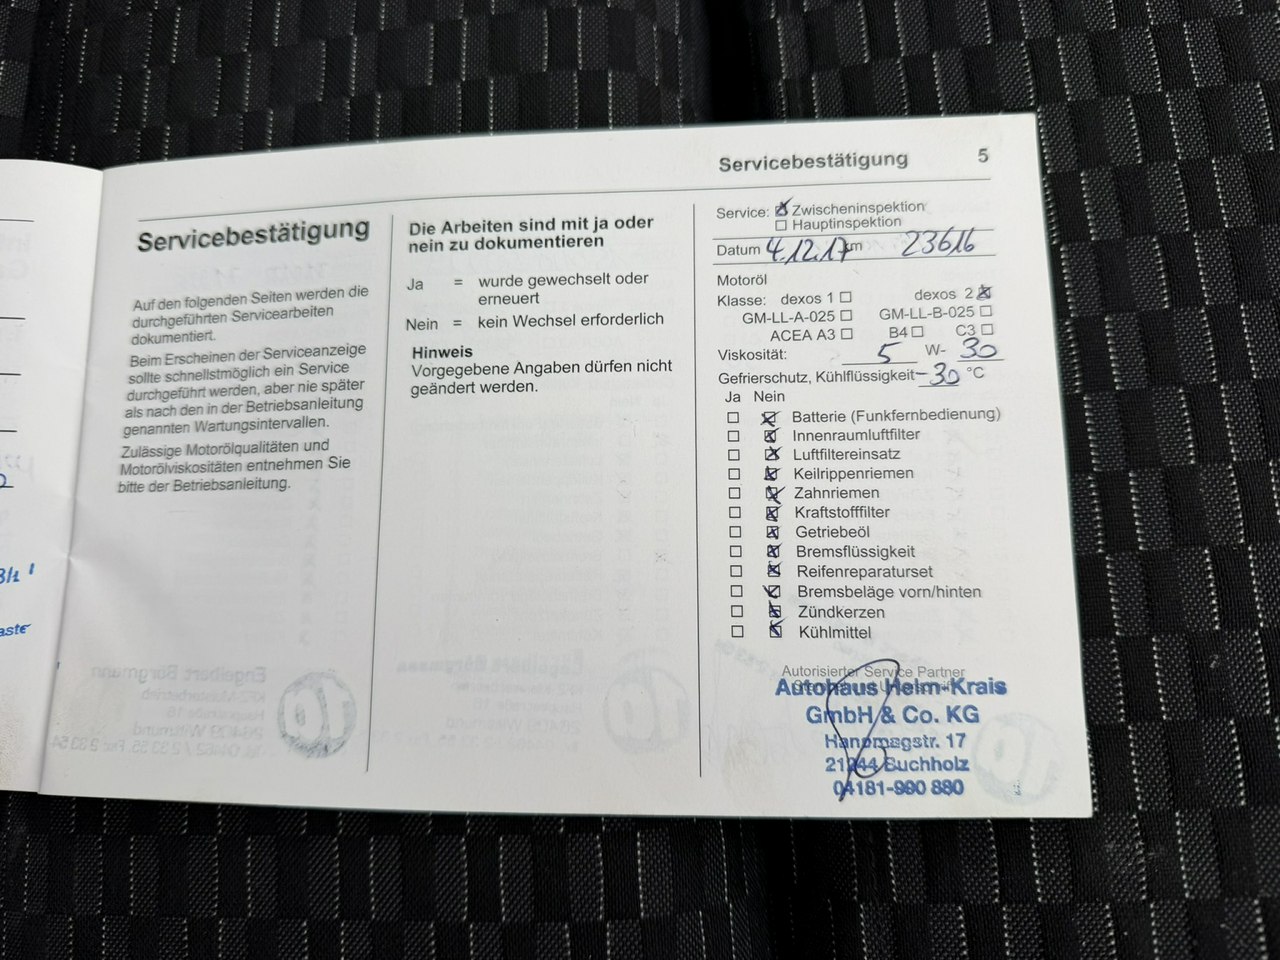 Servicebestätigung 5
Servicebestätigung
Auf den folgenden Seiten werden die
durchgeführten Servicearbeiten
dokumentiert.
Beim Erscheinen der Serviceanzeige
sollte schnellstmöglich ein Service
durchgeführt werden, aber nie später
als nach den in der Betriebsanleitung
genannten Wartungsintervallen.
Zulässige Motorölqualitäten und
Motorölviskositäten entnehmen Sie
bitte der Betriebsanleitung.
Die Arbeiten sind mit ja oder
nein zu dokumentieren
Ja = wurde gewechselt oder
erneuert
Nein = kein Wechsel erforderlich
Hinweis
Vorgegebene Angaben dürfen nicht
geändert werden.
Service: ☒ Zwischeninspektion
☐ Hauptinspektion
Datum 4.12.17 km 23616
Motoröl
Klasse: dexos 1 ☐ dexos 2 ☒
GM-LL-A-025 ☐ GM-LL-B-025 ☐
ACEA A3 ☐ B4 ☐ C3 ☐
Viskosität: 5 W- 30
Gefrierschutz, Kühlflüssigkeit -30 °C
Ja Nein
☐ ☒ Batterie (Funkfernbedienung)
☐ ☒ Innenraumluftfilter
☐ ☒ Luftfiltereinsatz
☐ ☒ Keilrippenriemen
☐ ☒ Zahnriemen
☐ ☒ Kraftstofffilter
☐ ☒ Getriebeöl
☐ ☒ Bremsflüssigkeit
☐ ☒ Reifenreparaturset
☐ ☒ Bremsbeläge vorn/hinten
☐ ☒ Zündkerzen
☐ ☒ Kühlmittel
Autorisierter Service Partner
Autohaus Helm-Krais
GmbH & Co. KG
Hanomagstr. 17
21244 Buchholz
04181-900 880